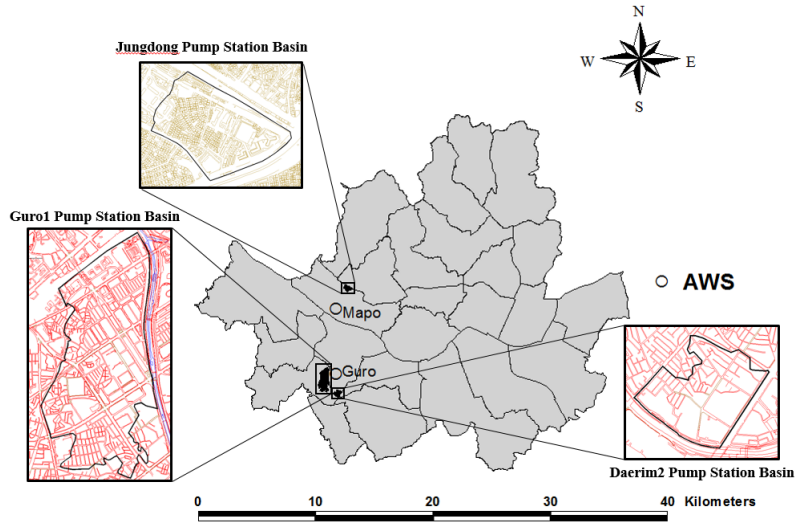 Jungdong Pump Station Basin
N
W
E
S
Guro1 Pump Station Basin
AWS
Mapo
Guro
Daerim2 Pump Station Basin
0 10 20 30 40 Kilometers